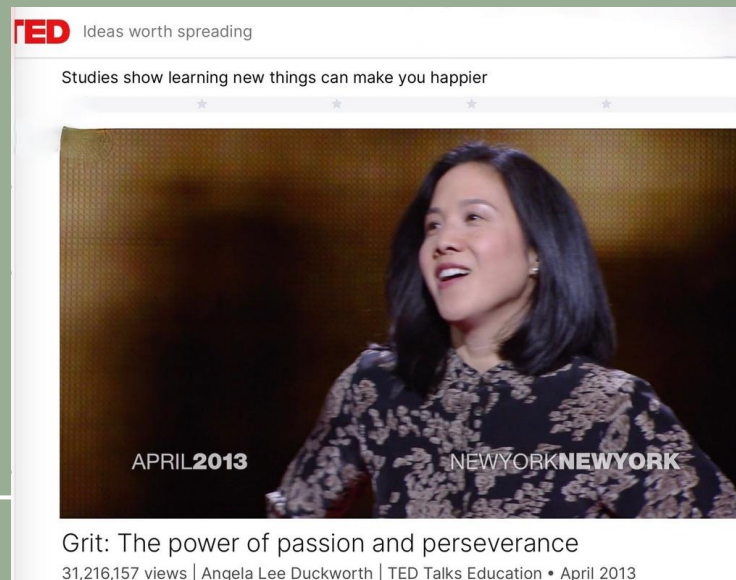 TED Ideas worth spreading
Studies show learning new things can make you happier
APRIL2013 NEWYORKNEWYORK
Grit: The power of passion and perseverance
31,216,157 views | Angela Lee Duckworth | TED Talks Education • April 2013